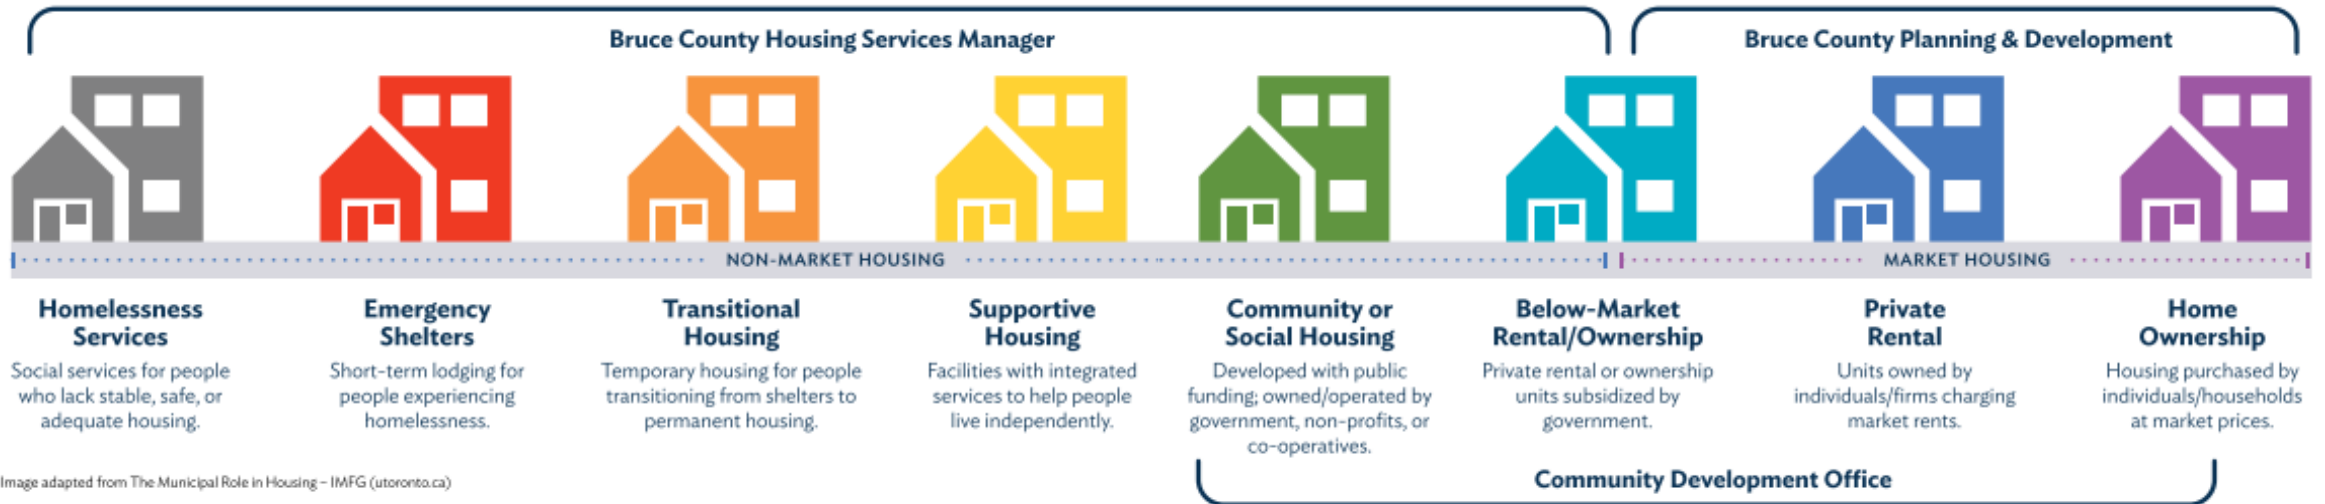 Bruce County Housing Services Manager
Bruce County Planning & Development
NON-MARKET HOUSING
MARKET HOUSING
Homelessness
Services
Social services for people
who lack stable, safe, or
adequate housing.
Emergency
Shelters
Short-term lodging for
people experiencing
homelessness.
Transitional
Housing
Temporary housing for people
transitioning from shelters to
permanent housing.
Supportive
Housing
Facilities with integrated
services to help people
live independently.
Community or
Social Housing
Developed with public
funding; owned/operated by
government, non-profits, or
co-operatives.
Below-Market
Rental/Ownership
Private rental or ownership
units subsidized by
government.
Private
Rental
Units owned by
individuals/firms charging
market rents.
Home
Ownership
Housing purchased by
individuals/households
at market prices.
Community Development Office
Image adapted from The Municipal Role in Housing – IMFG (utoronto.ca)